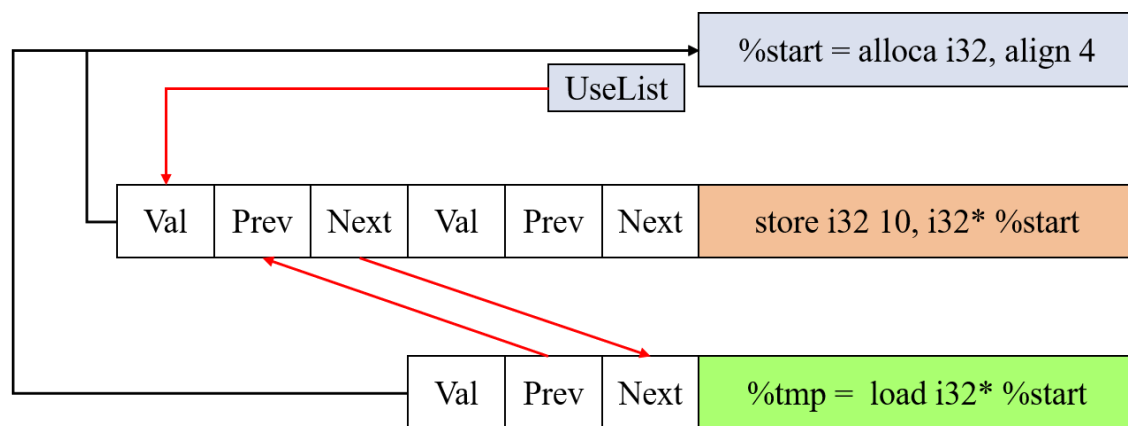 %start = alloca i32, align 4
UseList
Val Prev Next Val Prev Next store i32 10, i32* %start
Val Prev Next %tmp = load i32* %start